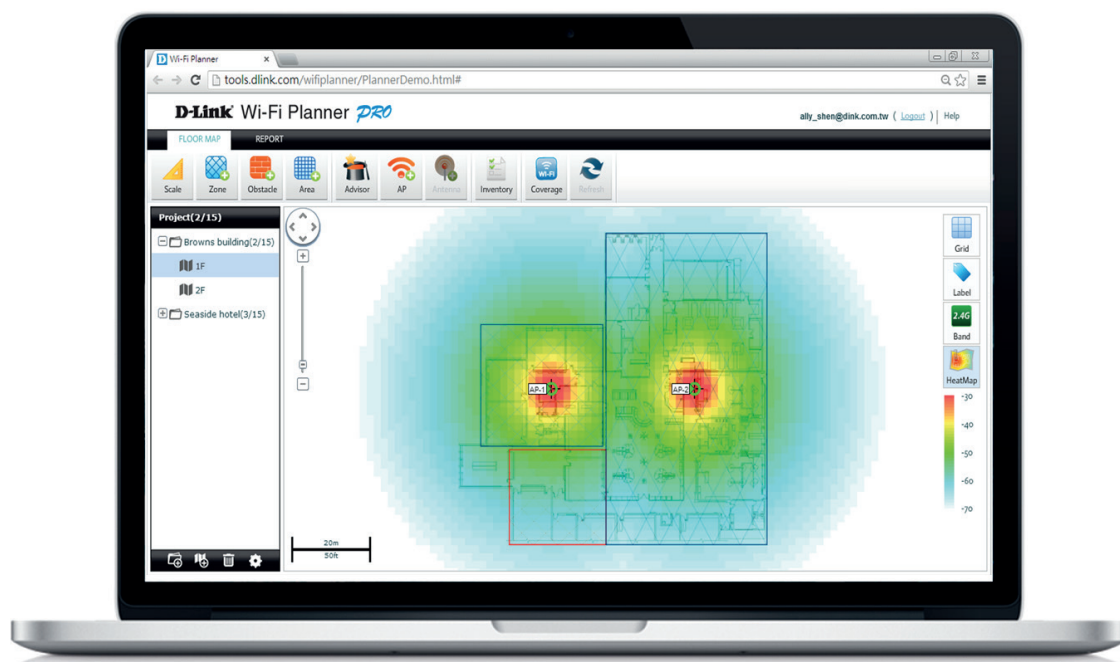 Wi-Fi Planner
tools.dlink.com/wifiplanner/PlannerDemo.html#
D-Link Wi-Fi Planner PRO
ally_shen@dink.com.tw ( Logout ) | Help
FLOOR MAP REPORT
Scale Zone Obstacle Area Advisor AP Antenna Inventory Coverage Refresh
WI-FI
Project(2/15)
Browns building(2/15)
1F
2F
Seaside hotel(3/15)
AP-1
AP-2
20m
50ft
Grid
Label
2.4G
Band
HeatMap
-30
-40
-50
-60
-70